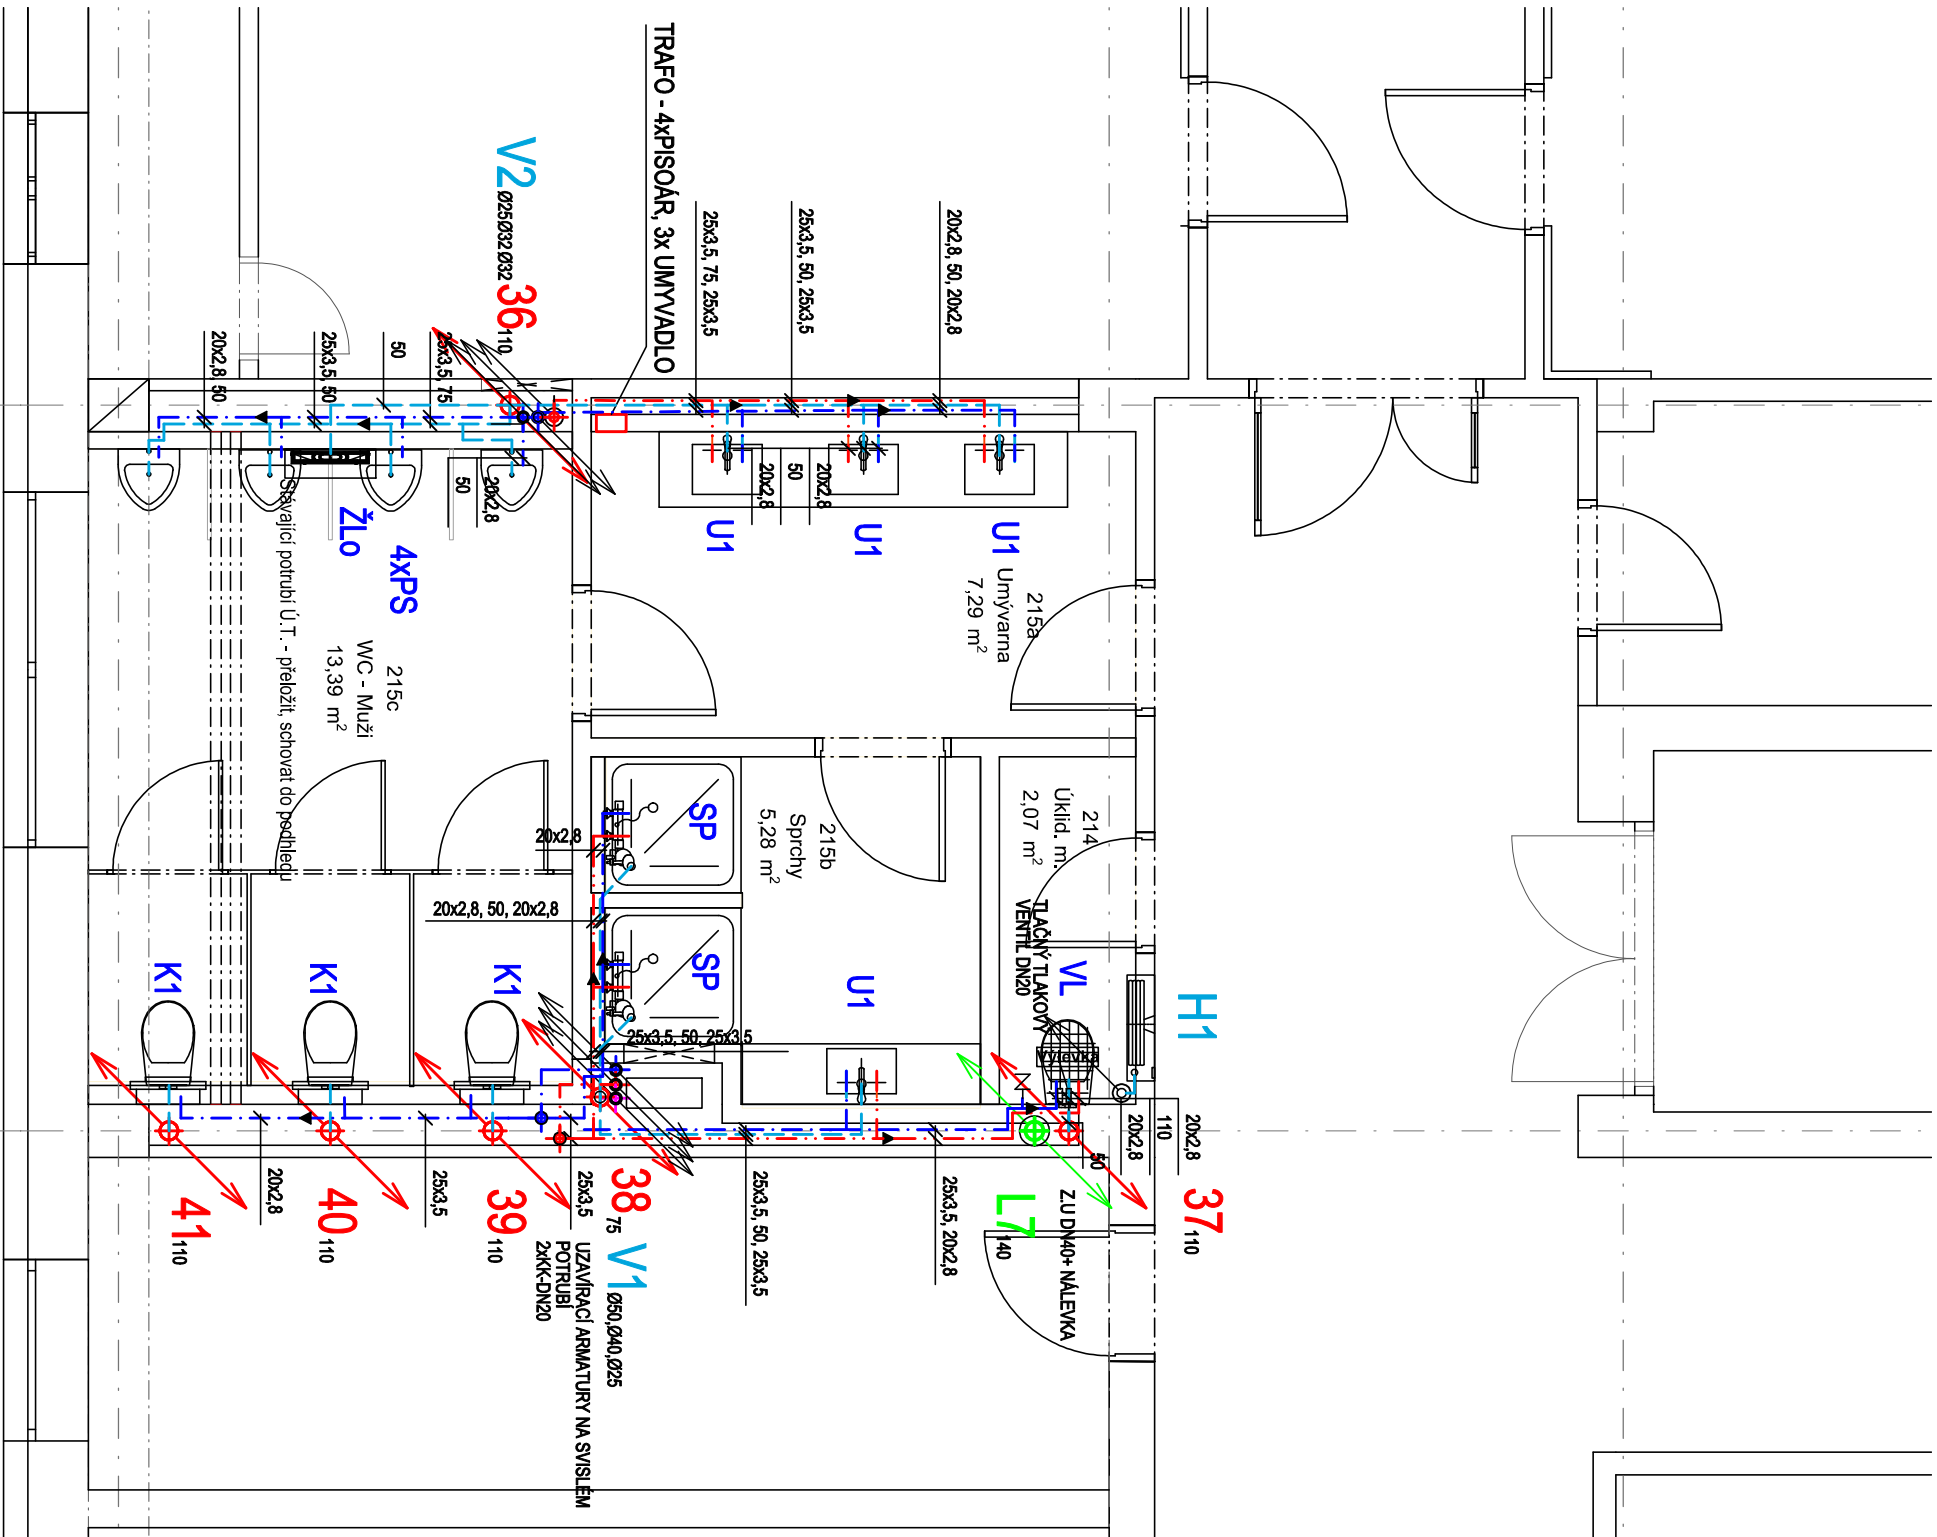 TRAFO - 4xPISOÁR, 3x UMYVADLO
V2
Ø25Ø32Ø32
36
110
25x3,5, 75, 25x3,5
25x3,5, 50, 25x3,5
20x2,8, 50, 20x2,8
20x2,8, 50
25x3,5, 50
50
25x3,5, 75
50
20x2,8
20x2,8
50
20x2,8
U1
U1
U1
ŽLo
4xPS
215a
Umývarna
7,29 m²
215c
WC - Muži
13,39 m²
Stávající potrubí Ú.T. - přeložit, schovat do podhledu
215b
Sprchy
5,28 m²
214
Úklid. m.
2,07 m²
SP
SP
20x2,8
20x2,8, 50, 20x2,8
25x3,5, 50, 25x3,5
TLAČNÝ TLAKOVÝ
VENTIL DN20
VL
Výlevka
H1
U1
K1
K1
K1
20x2,8
110
20x2,8
50
37
110
Z.U DN40+ NÁLEVKA
L7
140
25x3,5, 20x2,8
25x3,5, 50, 25x3,5
38
75
V1
Ø50,Ø40,Ø25
UZAVÍRACÍ ARMATURY NA SVISLÉM
POTRUBÍ
2xKK-DN20
25x3,5
39
110
25x3,5
40
110
20x2,8
41
110